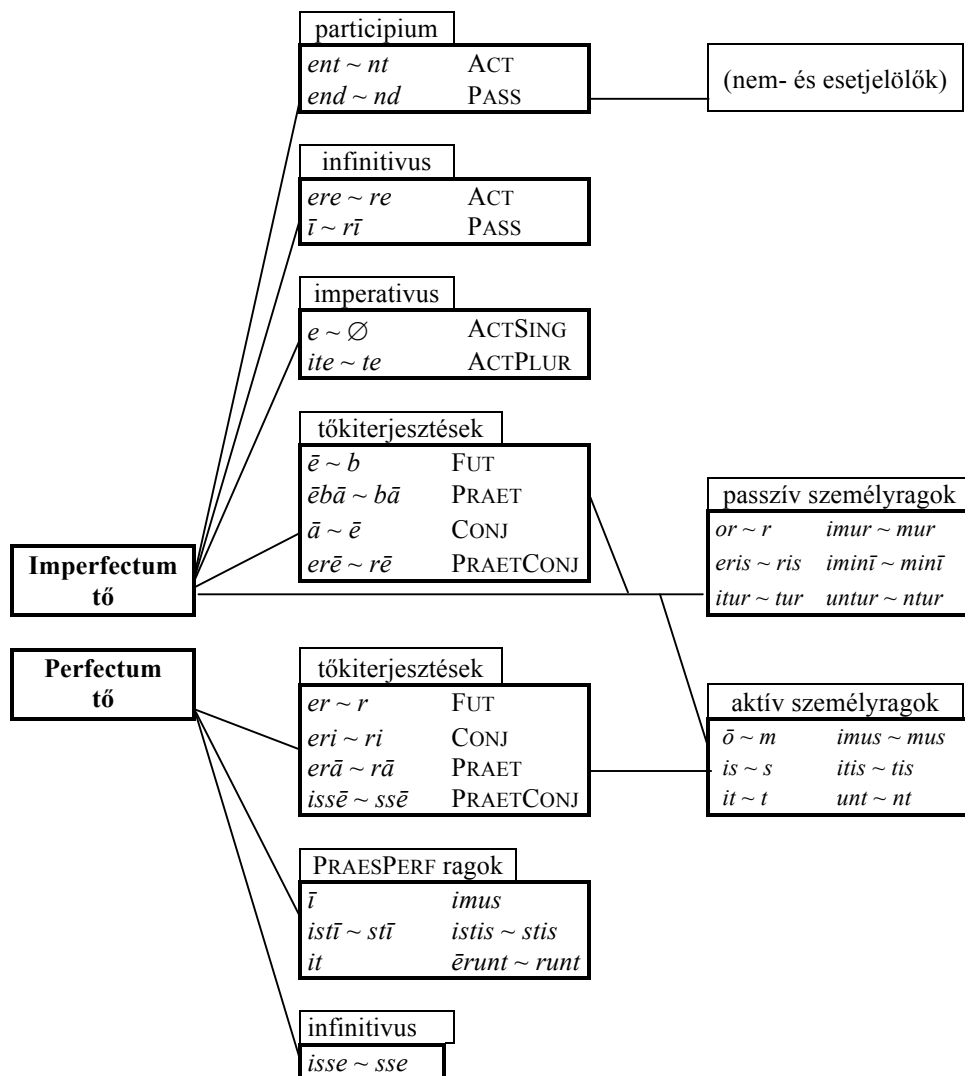 participium
ent ~ nt ACT
end ~ nd PASS
(nem- és esetjelölők)
infinitivus
ere ~ re ACT
ī ~ rī PASS
imperativus
e ~ ∅ ACTSING
ite ~ te ACTPLUR
tőkiterjesztések
ē ~ b FUT
ēbā ~ bā PRAET
ā ~ ē CONJ
erē ~ rē PRAETCONJ
passzív személyragok
or ~ r imur ~ mur
eris ~ ris iminī ~ minī
itur ~ tur untur ~ ntur
Imperfectum
tő
Perfectum
tő
tőkiterjesztések
er ~ r FUT
eri ~ ri CONJ
erā ~ rā PRAET
issē ~ ssē PRAETCONJ
aktív személyragok
ō ~ m imus ~ mus
is ~ s itis ~ tis
it ~ t unt ~ nt
PRAESPERF ragok
ī imus
istī ~ stī istis ~ stis
it ērunt ~ runt
infinitivus
isse ~ sse